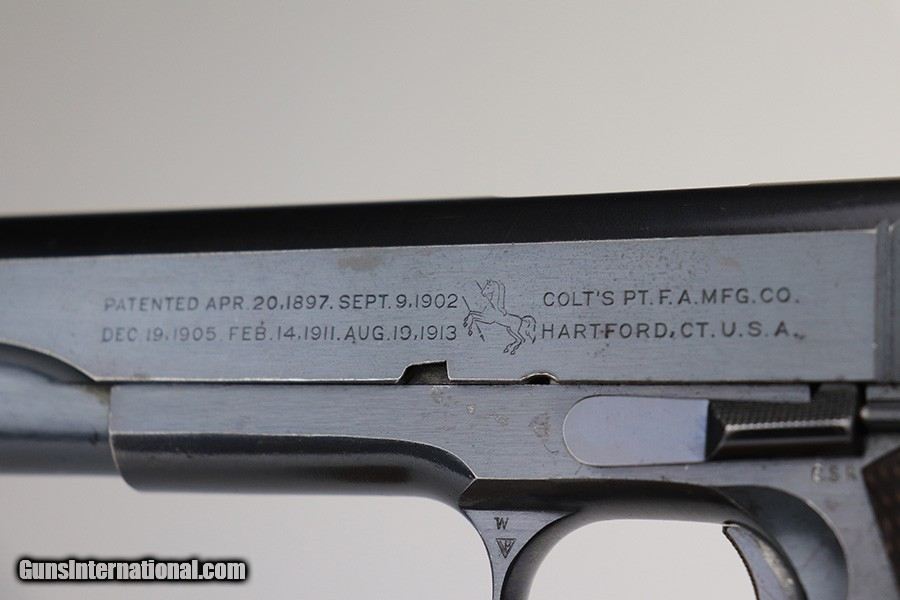 PATENTED APR. 20,1897. SEPT. 9,1902
DEC 19,1905 FEB. 14,1911. AUG.19,1913
COLT'S PT. F. A. MFG. CO.
HARTFORD, CT. U. S. A.
W
GunsInternational.com